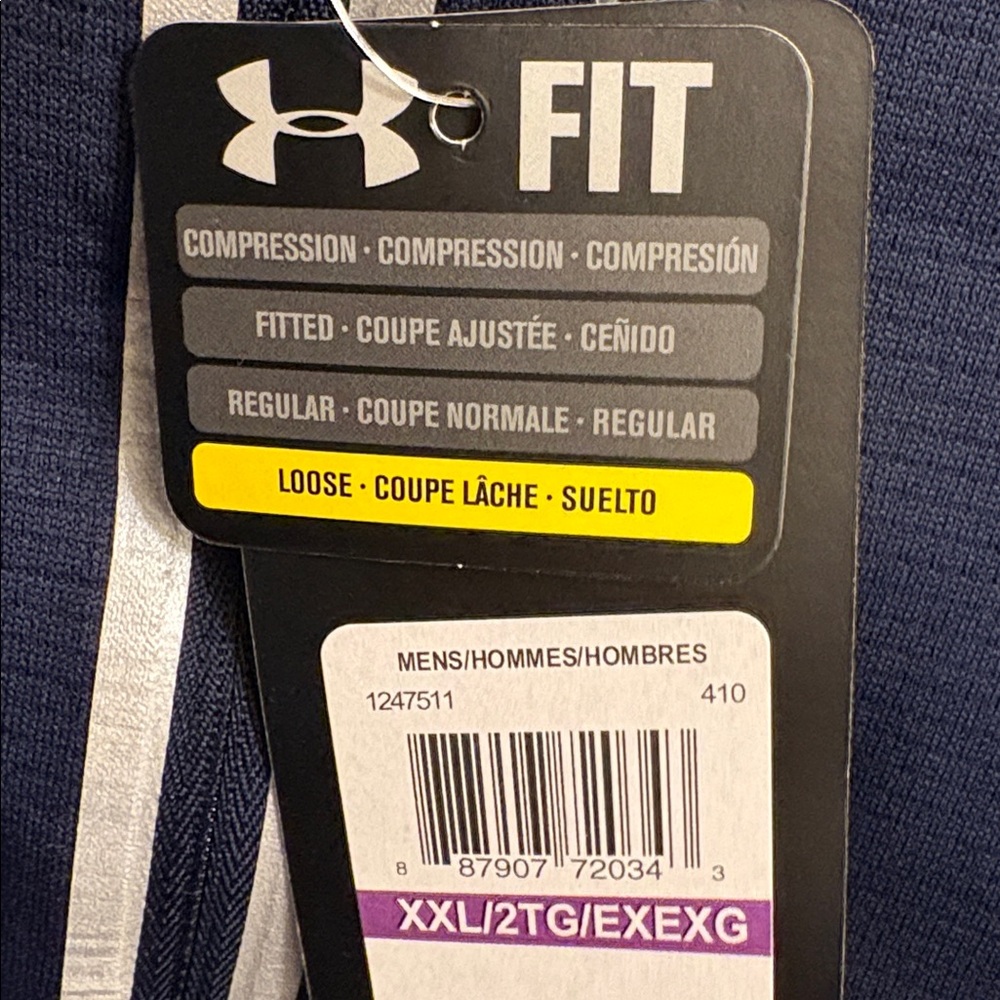 FIT
COMPRESSION · COMPRESSION · COMPRESIÓN
FITTED · COUPE AJUSTÉE · CEÑIDO
REGULAR · COUPE NORMALE · REGULAR
LOOSE · COUPE LÂCHE · SUELTO
MENS/HOMMES/HOMBRES
1247511 410
8 87907 72034 3
XXL/2TG/EXEXG